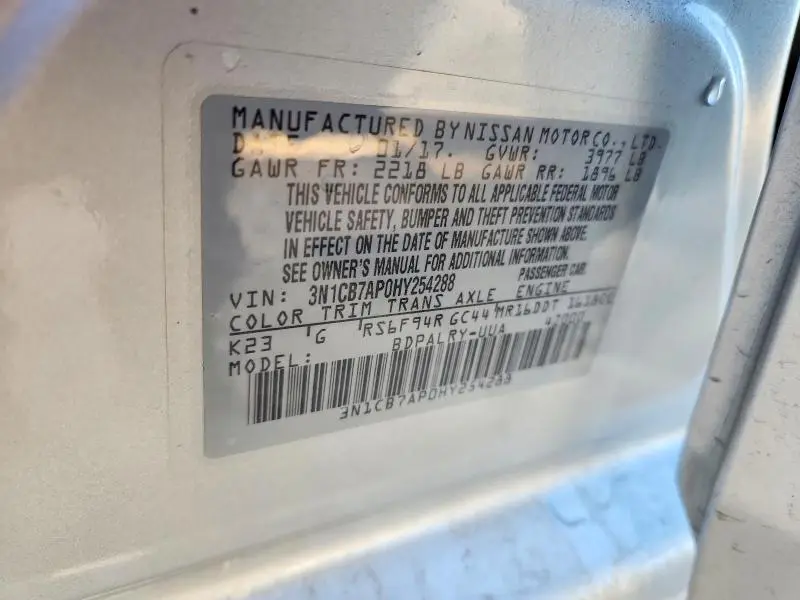 MANUFACTURED BY NISSAN MOTOR CO., LTD.
DATE 01/17. GVWR: 3977 LB
GAWR FR: 2218 LB GAWR RR: 1896 LB
THIS VEHICLE CONFORMS TO ALL APPLICABLE FEDERAL MOTOR
VEHICLE SAFETY, BUMPER AND THEFT PREVENTION STANDARDS
IN EFFECT ON THE DATE OF MANUFACTURE SHOWN ABOVE.
SEE OWNER'S MANUAL FOR ADDITIONAL INFORMATION.
PASSENGER CAR
VIN: 3N1CB7AP0HY254288
COLOR TRIM TRANS AXLE ENGINE
K23 G RS6F94R GC44 MR16DDT
MODEL: BDPALRY-UUA
3N1CB7AP0HY254288